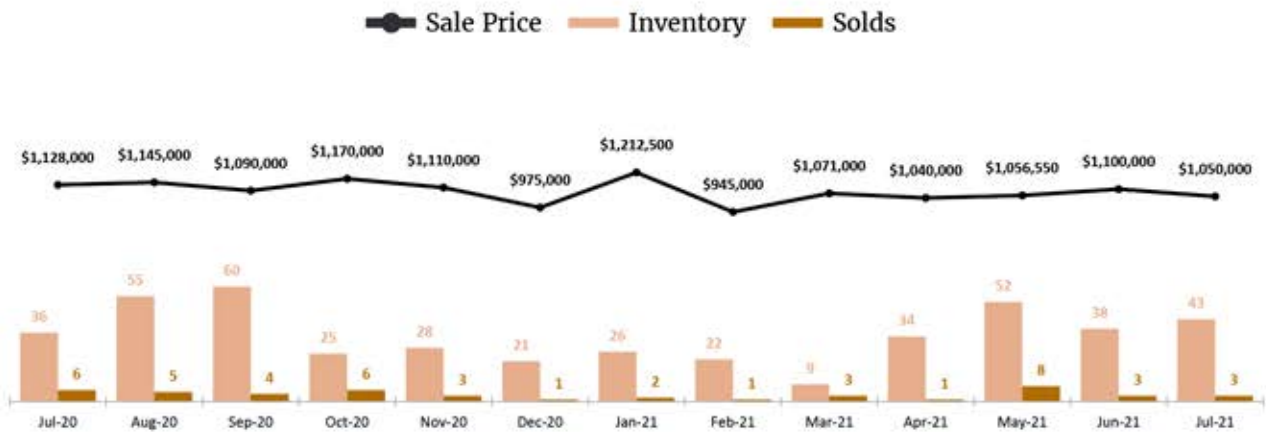 Sale Price Inventory Solds
$1,128,000 $1,145,000 $1,090,000 $1,170,000 $1,110,000 $975,000 $1,212,500 $945,000 $1,071,000 $1,040,000 $1,056,550 $1,100,000 $1,050,000
36 55 60 25 28 21 26 22 9 34 52 38 43
6 5 4 6 3 1 2 1 3 1 8 3 3
Jul-20 Aug-20 Sep-20 Oct-20 Nov-20 Dec-20 Jan-21 Feb-21 Mar-21 Apr-21 May-21 Jun-21 Jul-21